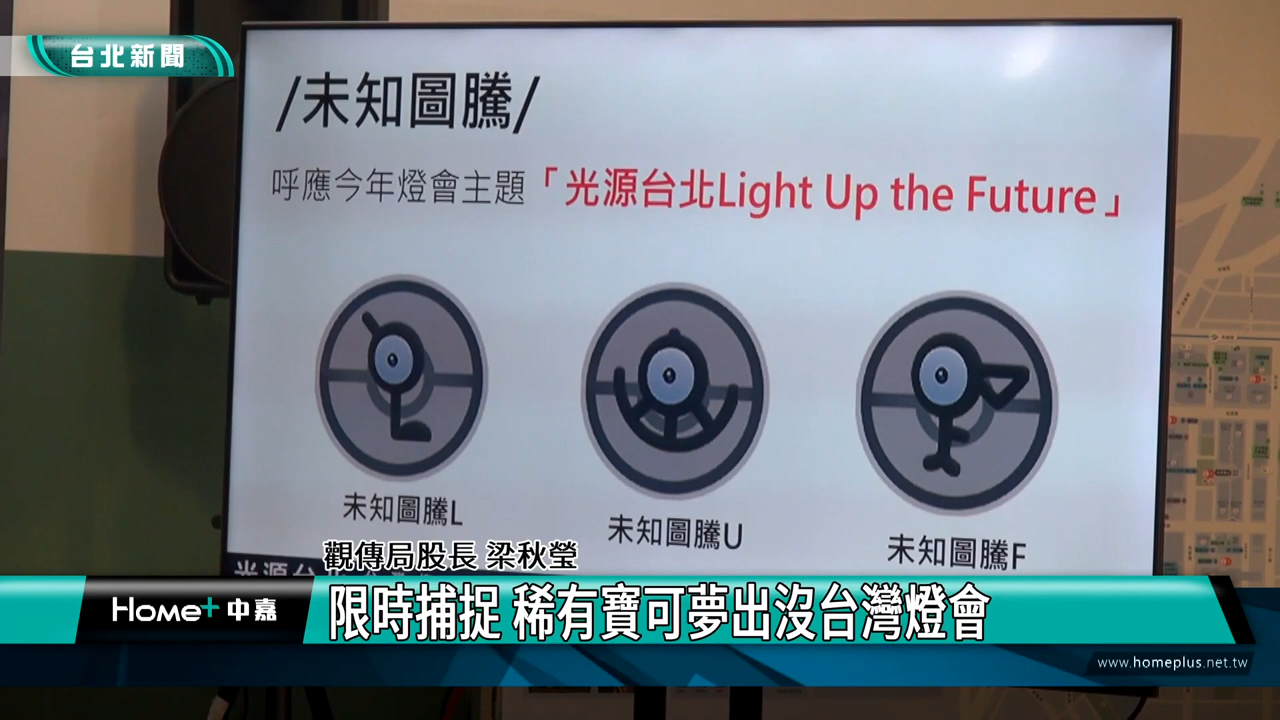 台北新聞
/未知圖騰/
呼應今年燈會主題「光源台北Light Up the Future」
未知圖騰L
未知圖騰U
未知圖騰F
觀傳局股長 梁秋瑩
Home+中嘉
限時捕捉 稀有寶可夢出沒台灣燈會
www.homeplus.net.tw